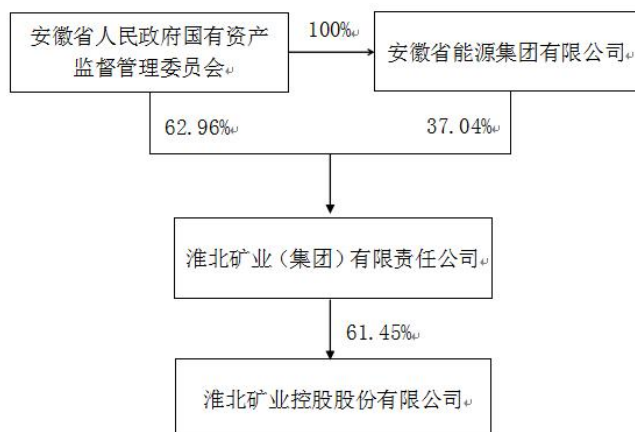 安徽省人民政府国有资产
监督管理委员会
100%
安徽省能源集团有限公司
62.96%
37.04%
淮北矿业（集团）有限责任公司
61.45%
淮北矿业控股股份有限公司